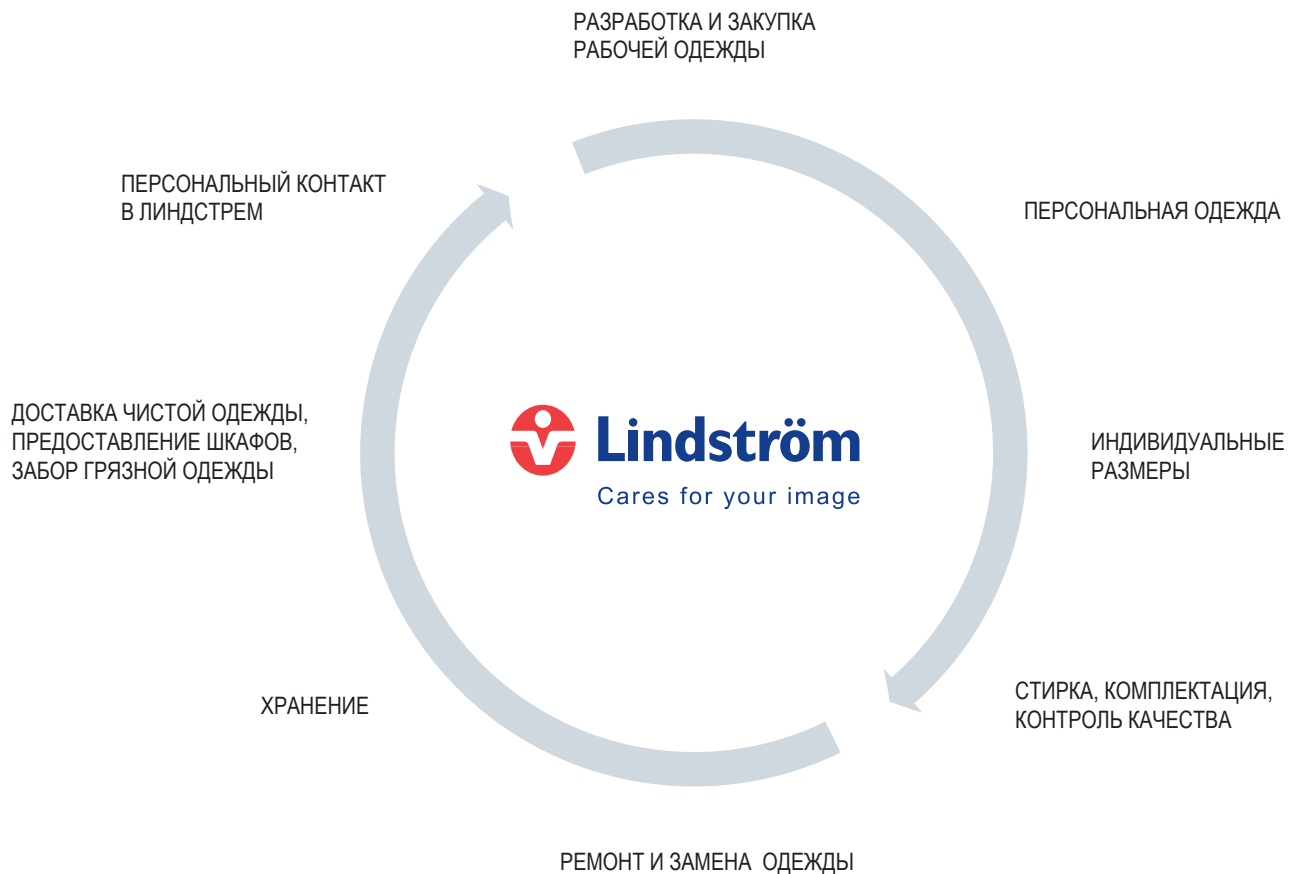 РАЗРАБОТКА И ЗАКУПКА
РАБОЧЕЙ ОДЕЖДЫ
ПЕРСОНАЛЬНЫЙ КОНТАКТ
В ЛИНДСТРЕМ
ПЕРСОНАЛЬНАЯ ОДЕЖДА
ДОСТАВКА ЧИСТОЙ ОДЕЖДЫ,
ПРЕДОСТАВЛЕНИЕ ШКАФОВ,
ЗАБОР ГРЯЗНОЙ ОДЕЖДЫ
Lindström
Cares for your image
ИНДИВИДУАЛЬНЫЕ
РАЗМЕРЫ
ХРАНЕНИЕ
СТИРКА, КОМПЛЕКТАЦИЯ,
КОНТРОЛЬ КАЧЕСТВА
РЕМОНТ И ЗАМЕНА ОДЕЖДЫ